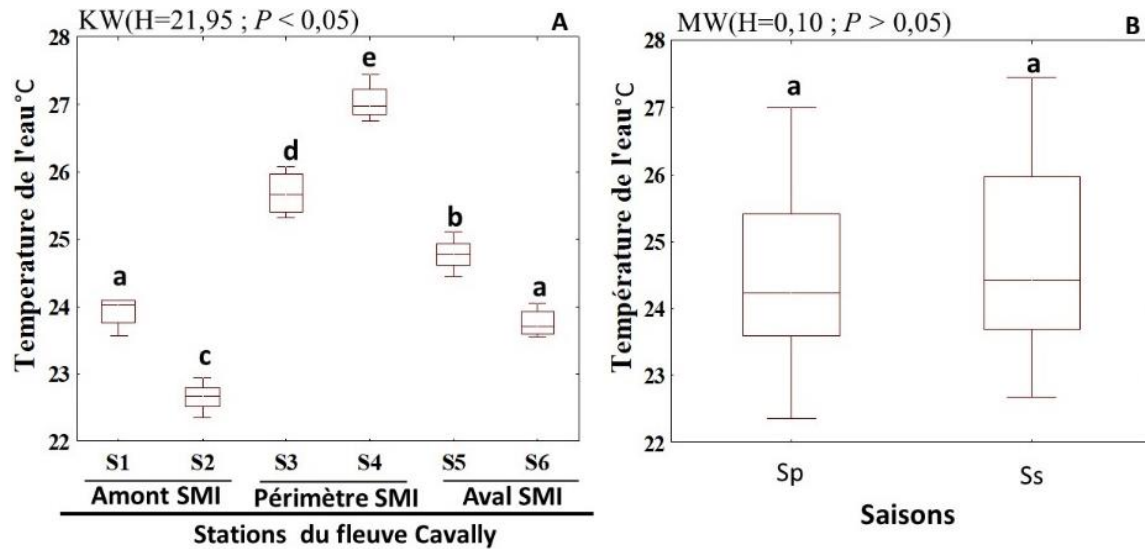 KW(H=21,95 ; P < 0,05)
A
Temperature de l'eau°C
28
27
26
25
24
23
22
a
c
d
e
b
a
S1 S2 S3 S4 S5 S6
Amont SMI Périmètre SMI Aval SMI
Stations du fleuve Cavally
MW(H=0,10 ; P > 0,05)
B
Température de l'eau°C
28
27
26
25
24
23
22
a
a
Sp Ss
Saisons